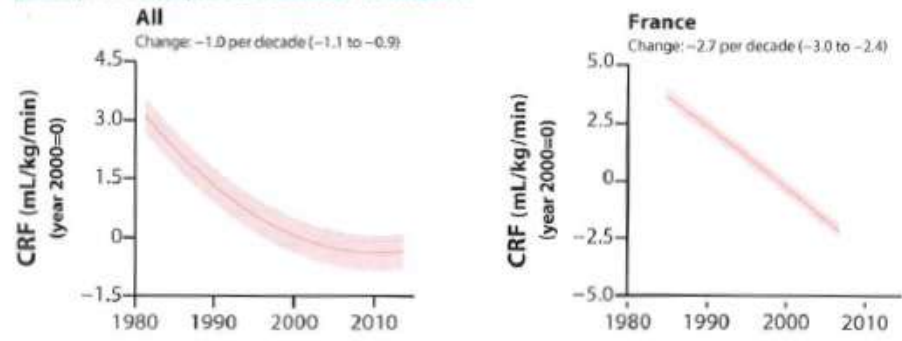 All
Change: −1.0 per decade (−1.1 to −0.9)
4.5
3.0
1.5
0
−1.5
CRF (mL/kg/min)
(year 2000=0)
1980
1990
2000
2010
France
Change: −2.7 per decade (−3.0 to −2.4)
5.0
2.5
0
−2.5
−5.0
CRF (mL/kg/min)
(year 2000=0)
1980
1990
2000
2010